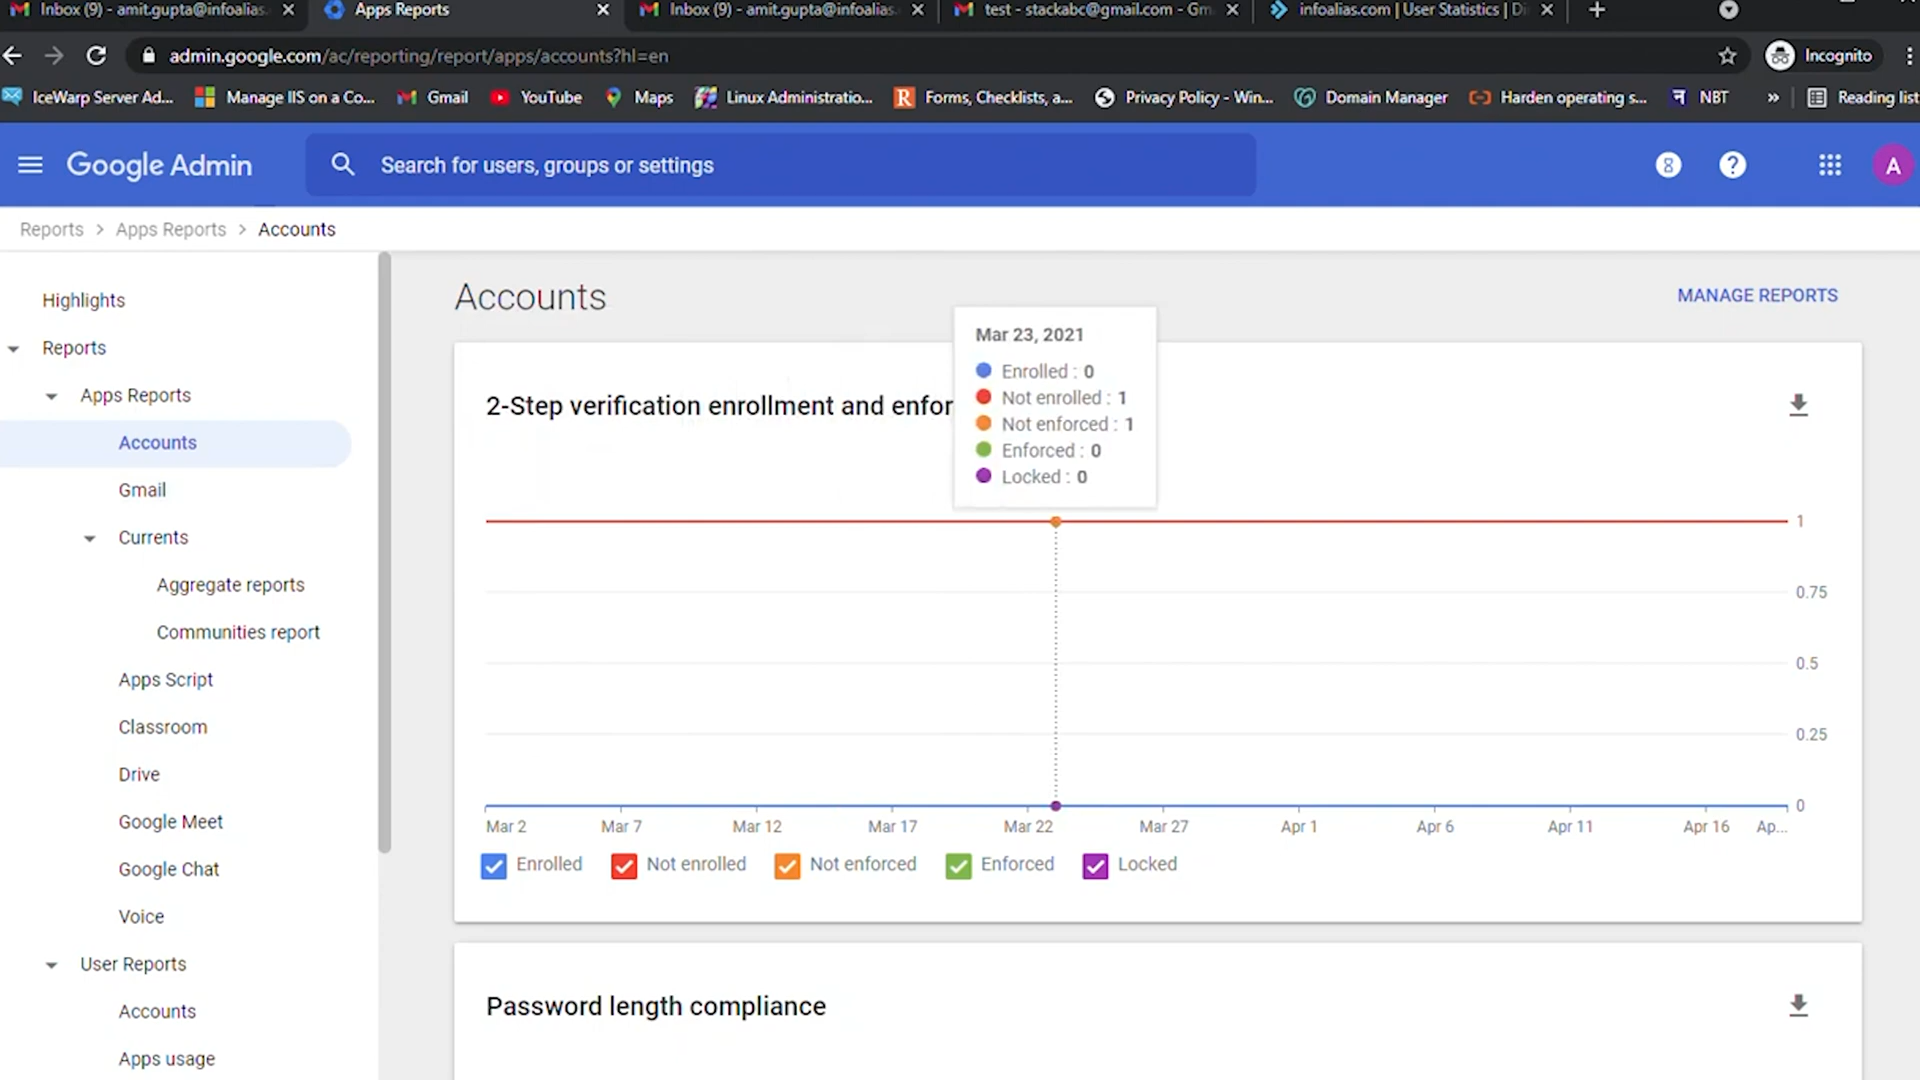 Inbox (9) - amit.gupta@infoalias.
Apps Reports
Inbox (9) - amit.gupta@infoalias.
test - stackabc@gmail.com - Gm
infoalias.com | User Statistics | Di
admin.google.com/ac/reporting/report/apps/accounts?hl=en
Incognito
IceWarp Server Ad...
Manage IIS on a Co...
Gmail
YouTube
Maps
Linux Administratio...
Forms, Checklists, a...
Privacy Policy - Win...
Domain Manager
Harden operating s...
NBT
»
Reading list
Google Admin
Search for users, groups or settings
8
?
A
Reports > Apps Reports > Accounts
Highlights
Reports
Apps Reports
Accounts
Gmail
Currents
Aggregate reports
Communities report
Apps Script
Classroom
Drive
Google Meet
Google Chat
Voice
User Reports
Accounts
Apps usage
Accounts
MANAGE REPORTS
2-Step verification enrollment and enfor
Mar 23, 2021
Enrolled : 0
Not enrolled : 1
Not enforced : 1
Enforced : 0
Locked : 0
1
0.75
0.5
0.25
0
Mar 2 Mar 7 Mar 12 Mar 17 Mar 22 Mar 27 Apr 1 Apr 6 Apr 11 Apr 16 Ap...
Enrolled Not enrolled Not enforced Enforced Locked
Password length compliance